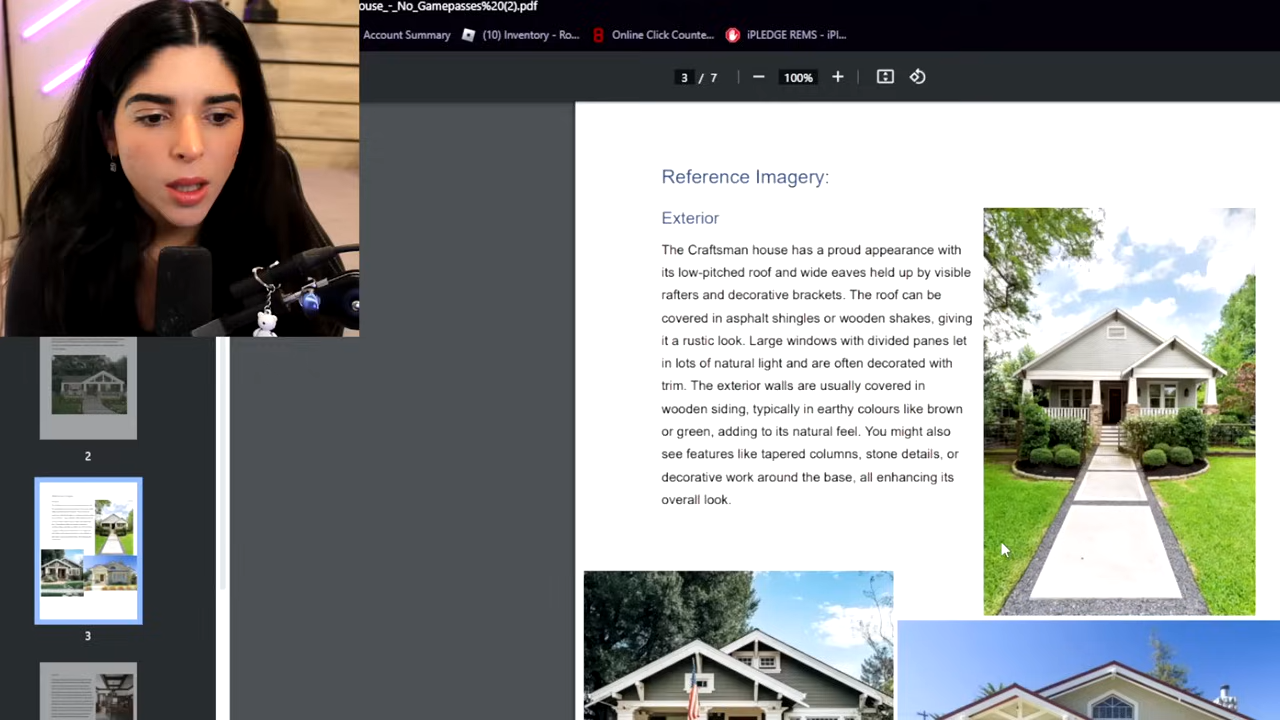 ouse_-_No_Gamepasses%20(2).pdf
Account Summary (10) Inventory - Ro... Online Click Counte... iPLEDGE REMS - iPl...
3 / 7 100%
Reference Imagery:
Exterior
The Craftsman house has a proud appearance with
its low-pitched roof and wide eaves held up by visible
rafters and decorative brackets. The roof can be
covered in asphalt shingles or wooden shakes, giving
it a rustic look. Large windows with divided panes let
in lots of natural light and are often decorated with
trim. The exterior walls are usually covered in
wooden siding, typically in earthy colours like brown
or green, adding to its natural feel. You might also
see features like tapered columns, stone details, or
decorative work around the base, all enhancing its
overall look.
2
3